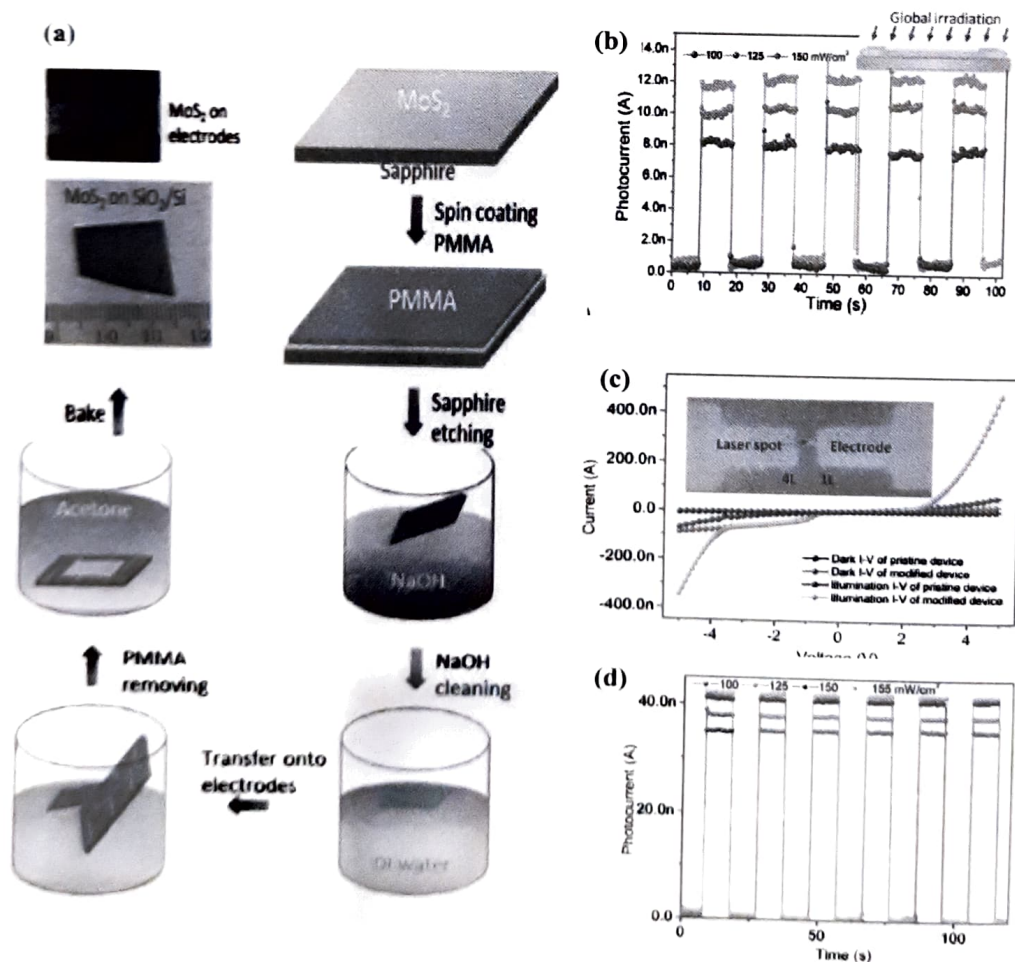 (a)
MoS₂ on
electrodes
MoS₂
Sapphire
MoS₂ on SiO₂/Si
Spin coating
PMMA
PMMA
Bake
Sapphire
etching
Acetone
NaOH
PMMA
removing
NaOH
cleaning
Transfer onto
electrodes
DI water
(b)
Global irradiation
100 125 150 mW/cm²
Photocurrent (A)
14.0n
12.0n
10.0n
8.0n
6.0n
4.0n
2.0n
0.0
0 10 20 30 40 50 60 70 80 90 100
Time (s)
(c)
Current (A)
400.0n
200.0n
0.0
-200.0n
-400.0n
Laser spot
Electrode
4L 1L
Dark I-V of pristine device
Dark I-V of modified device
Illumination I-V of pristine device
Illumination I-V of modified device
-4 -2 0 2 4
Voltage (V)
(d)
100 125 150 155 mW/cm²
Photocurrent (A)
40.0n
20.0n
0.0
0 50 100
Time (s)